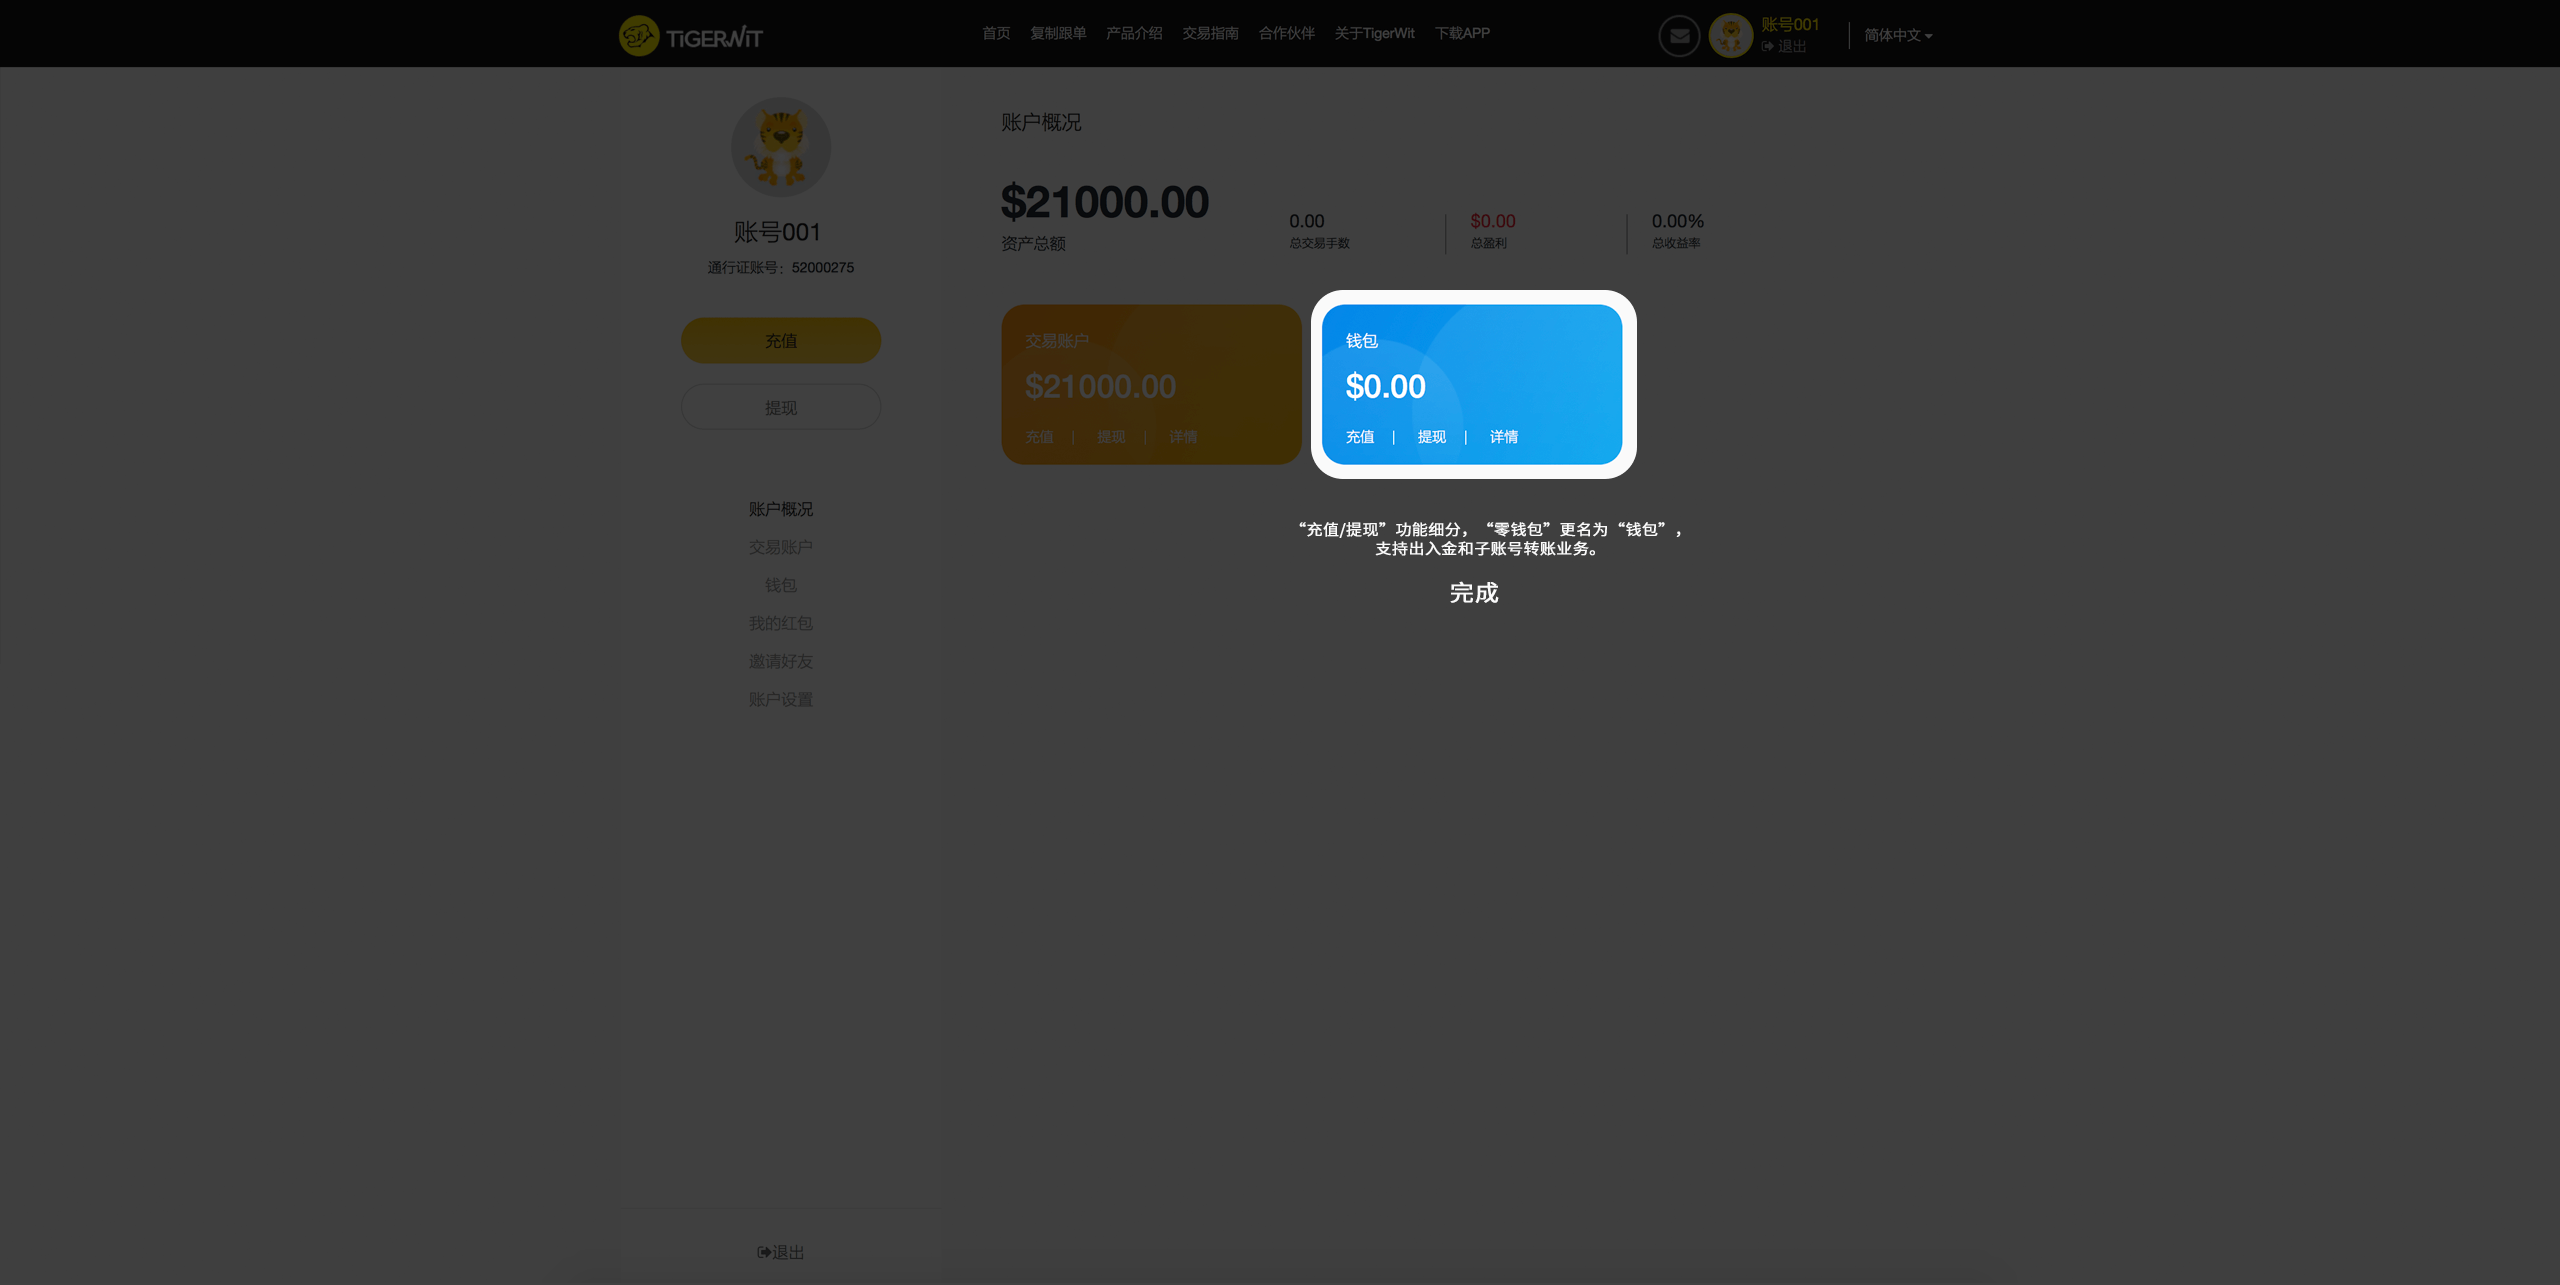 TiGERWiT
首页 复制跟单 产品介绍 交易指南 合作伙伴 关于TigerWit 下载APP
账号001
退出
简体中文
账号001
通行证账号：52000275
充值
提现
账户概况
交易账户
钱包
我的红包
邀请好友
账户设置
退出
账户概况
$21000.00
资产总额
0.00
总交易手数
$0.00
总盈利
0.00%
总收益率
交易账户
$21000.00
充值 | 提现 | 详情
钱包
$0.00
充值 | 提现 | 详情
“充值/提现”功能细分，“零钱包”更名为“钱包”，
支持出入金和子账号转账业务。
完成